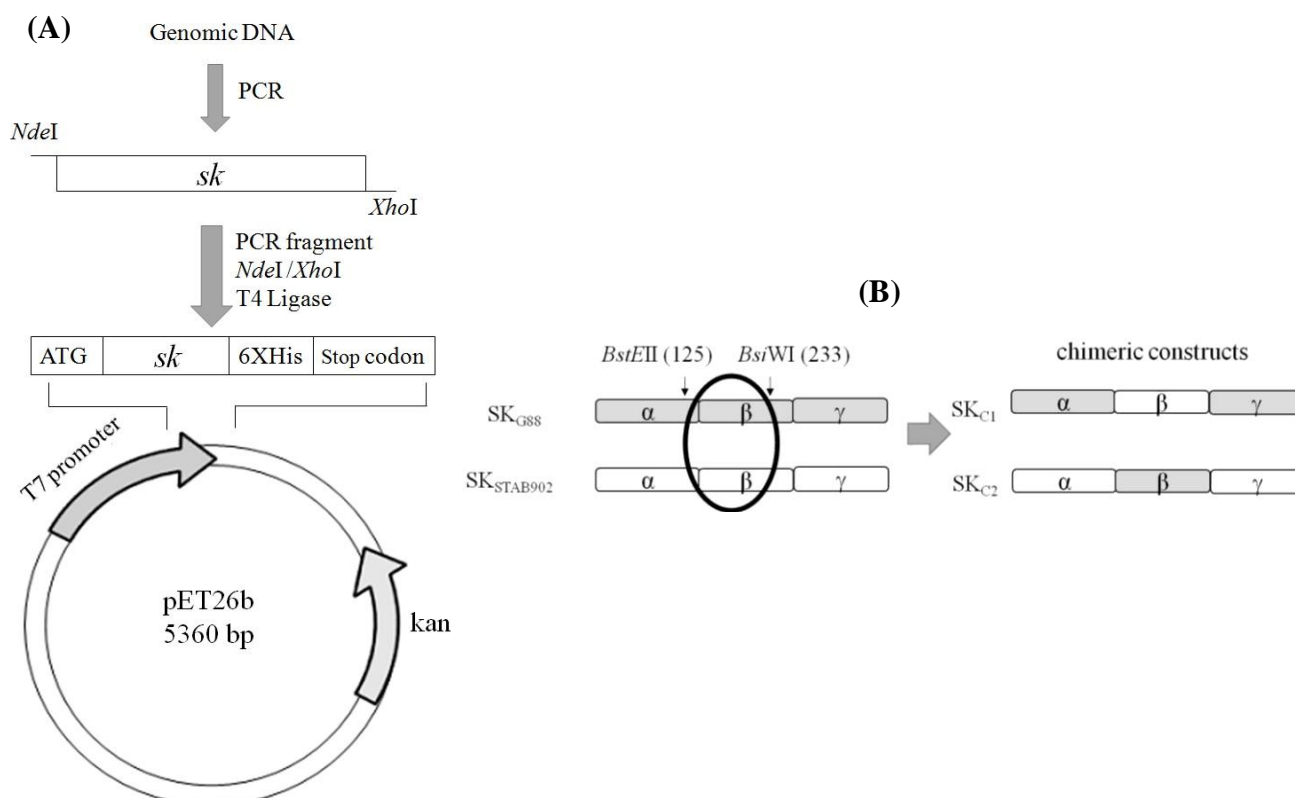 (A)
Genomic DNA
PCR
NdeI
sk
XhoI
PCR fragment
NdeI/XhoI
T4 Ligase
ATG sk 6XHis Stop codon
T7 promoter
pET26b
5360 bp
kan
(B)
BstEII (125) BsiWI (233)
SKG88 α β γ
SKSTAB902 α β γ
chimeric constructs
SKC1 α β γ
SKC2 α β γ